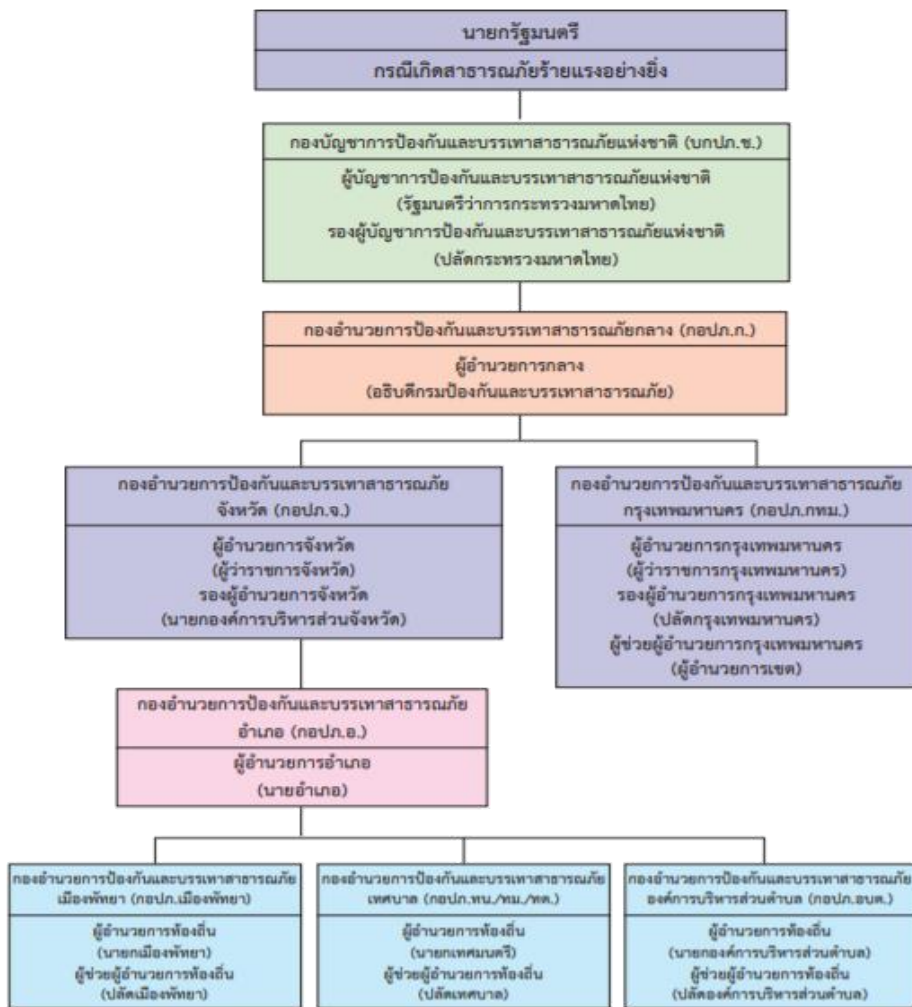 นายกรัฐมนตรี
กรณีเกิดสาธารณภัยร้ายแรงอย่างยิ่ง
กองบัญชาการป้องกันและบรรเทาสาธารณภัยแห่งชาติ (บกปภ.ช.)
ผู้บัญชาการป้องกันและบรรเทาสาธารณภัยแห่งชาติ
(รัฐมนตรีว่าการกระทรวงมหาดไทย)
รองผู้บัญชาการป้องกันและบรรเทาสาธารณภัยแห่งชาติ
(ปลัดกระทรวงมหาดไทย)
กองอำนวยการป้องกันและบรรเทาสาธารณภัยกลาง (กอปภ.ก.)
ผู้อำนวยการกลาง
(อธิบดีกรมป้องกันและบรรเทาสาธารณภัย)
กองอำนวยการป้องกันและบรรเทาสาธารณภัย
จังหวัด (กอปภ.จ.)
ผู้อำนวยการจังหวัด
(ผู้ว่าราชการจังหวัด)
รองผู้อำนวยการจังหวัด
(นายกองค์การบริหารส่วนจังหวัด)
กองอำนวยการป้องกันและบรรเทาสาธารณภัย
กรุงเทพมหานคร (กอปภ.กทม.)
ผู้อำนวยการกรุงเทพมหานคร
(ผู้ว่าราชการกรุงเทพมหานคร)
รองผู้อำนวยการกรุงเทพมหานคร
(ปลัดกรุงเทพมหานคร)
ผู้ช่วยผู้อำนวยการกรุงเทพมหานคร
(ผู้อำนวยการเขต)
กองอำนวยการป้องกันและบรรเทาสาธารณภัย
อำเภอ (กอปภ.อ.)
ผู้อำนวยการอำเภอ
(นายอำเภอ)
กองอำนวยการป้องกันและบรรเทาสาธารณภัย
เมืองพัทยา (กอปภ.เมืองพัทยา)
ผู้อำนวยการท้องถิ่น
(นายกเมืองพัทยา)
ผู้ช่วยผู้อำนวยการท้องถิ่น
(ปลัดเมืองพัทยา)
กองอำนวยการป้องกันและบรรเทาสาธารณภัย
เทศบาล (กอปภ.ทน./ทม./ทต.)
ผู้อำนวยการท้องถิ่น
(นายกเทศมนตรี)
ผู้ช่วยผู้อำนวยการท้องถิ่น
(ปลัดเทศบาล)
กองอำนวยการป้องกันและบรรเทาสาธารณภัย
องค์การบริหารส่วนตำบล (กอปภ.อบต.)
ผู้อำนวยการท้องถิ่น
(นายกองค์การบริหารส่วนตำบล)
ผู้ช่วยผู้อำนวยการท้องถิ่น
(ปลัดองค์การบริหารส่วนตำบล)